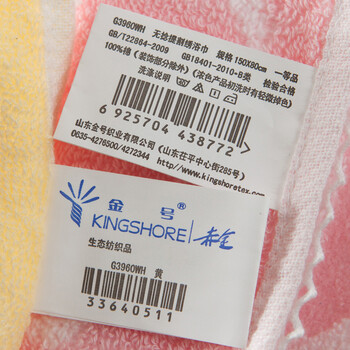 G3960WH 无捻提割绣浴巾 规格150X80cm 一等品
GB/T22864-2009 GB18401-2010-B类 检验合格
100%棉(装饰部分除外)(浓色产品初洗时有轻微掉色)
洗涤说明
6 925704 438772 >
山东金号织业有限公司(山东茌平中心街285号)
0635-4276500/4272344 http://www.kingshoretex.com
金号®
KINGSHORE
生态纺织品
G3960WH 黄
33640511